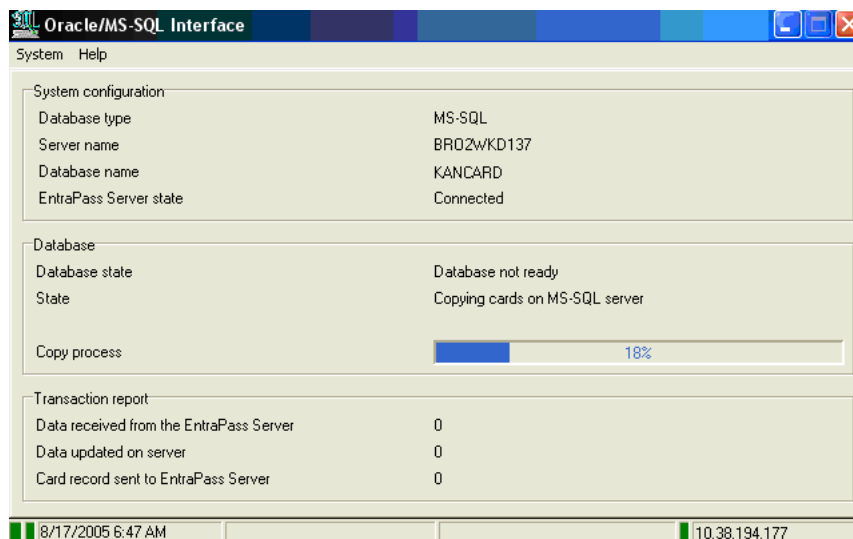 Oracle/MS-SQL Interface
System Help
System configuration
Database type MS-SQL
Server name BRO2WKD137
Database name KANCARD
EntraPass Server state Connected
Database
Database state Database not ready
State Copying cards on MS-SQL server
Copy process 18%
Transaction report
Data received from the EntraPass Server 0
Data updated on server 0
Card record sent to EntraPass Server 0
8/17/2005 6:47 AM 10.38.194.177